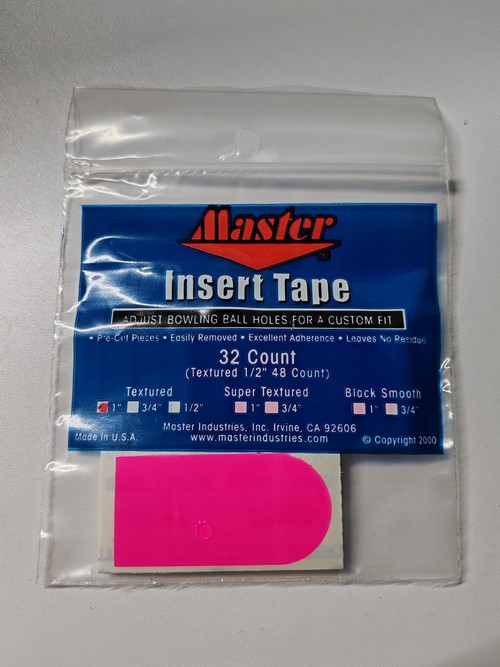 Master
Insert Tape
ADJUST BOWLING BALL HOLES FOR A CUSTOM FIT
• Pre-Cut Pieces • Easily Removed • Excellent Adherence • Leaves No Residue
32 Count
(Textured 1/2" 48 Count)
Textured Super Textured Black Smooth
1" 3/4" 1/2" 1" 3/4" 1" 3/4"
Master Industries, Inc. Irvine, CA 92606
Made in U.S.A. www.masterindustries.com © Copyright 2000